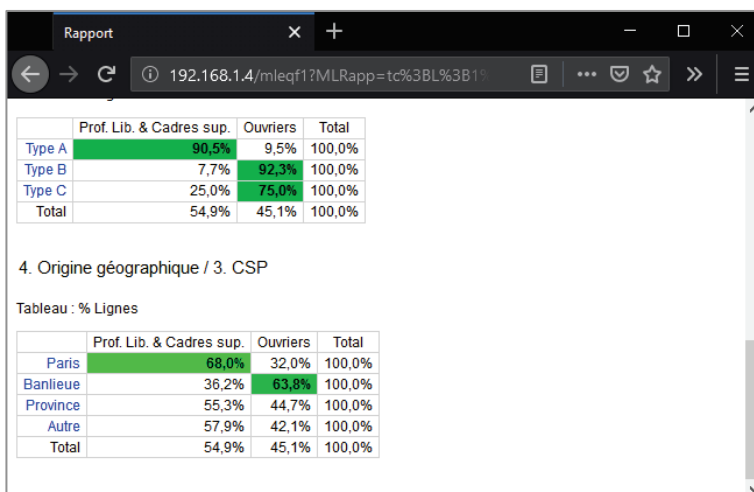 Rapport
192.168.1.4/mleqf1?MLRapp=tc%3BL%3B1%
Prof. Lib. & Cadres sup. Ouvriers Total
Type A 90,5% 9,5% 100,0%
Type B 7,7% 92,3% 100,0%
Type C 25,0% 75,0% 100,0%
Total 54,9% 45,1% 100,0%
4. Origine géographique / 3. CSP
Tableau : % Lignes
Prof. Lib. & Cadres sup. Ouvriers Total
Paris 68,0% 32,0% 100,0%
Banlieue 36,2% 63,8% 100,0%
Province 55,3% 44,7% 100,0%
Autre 57,9% 42,1% 100,0%
Total 54,9% 45,1% 100,0%